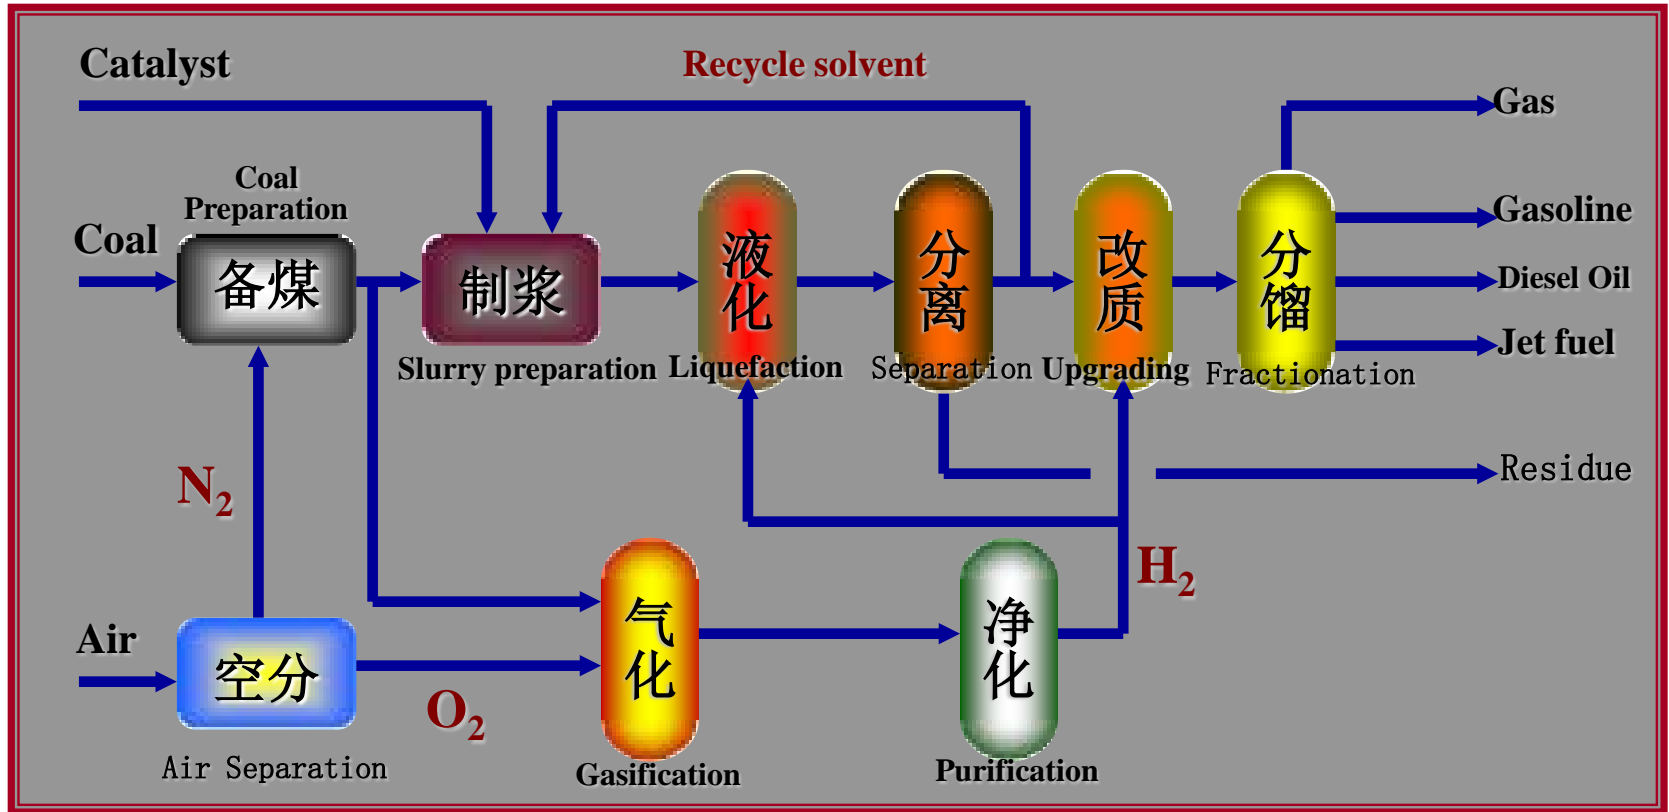 Catalyst
Recycle solvent
Gas
Coal
Preparation
Coal
备煤
制浆
液化
分离
改质
分馏
Gasoline
Diesel Oil
Jet fuel
Slurry preparation
Liquefaction
Separation
Upgrading
Fractionation
Residue
N2
H2
Air
空分
O2
气化
净化
Air Separation
Gasification
Purification